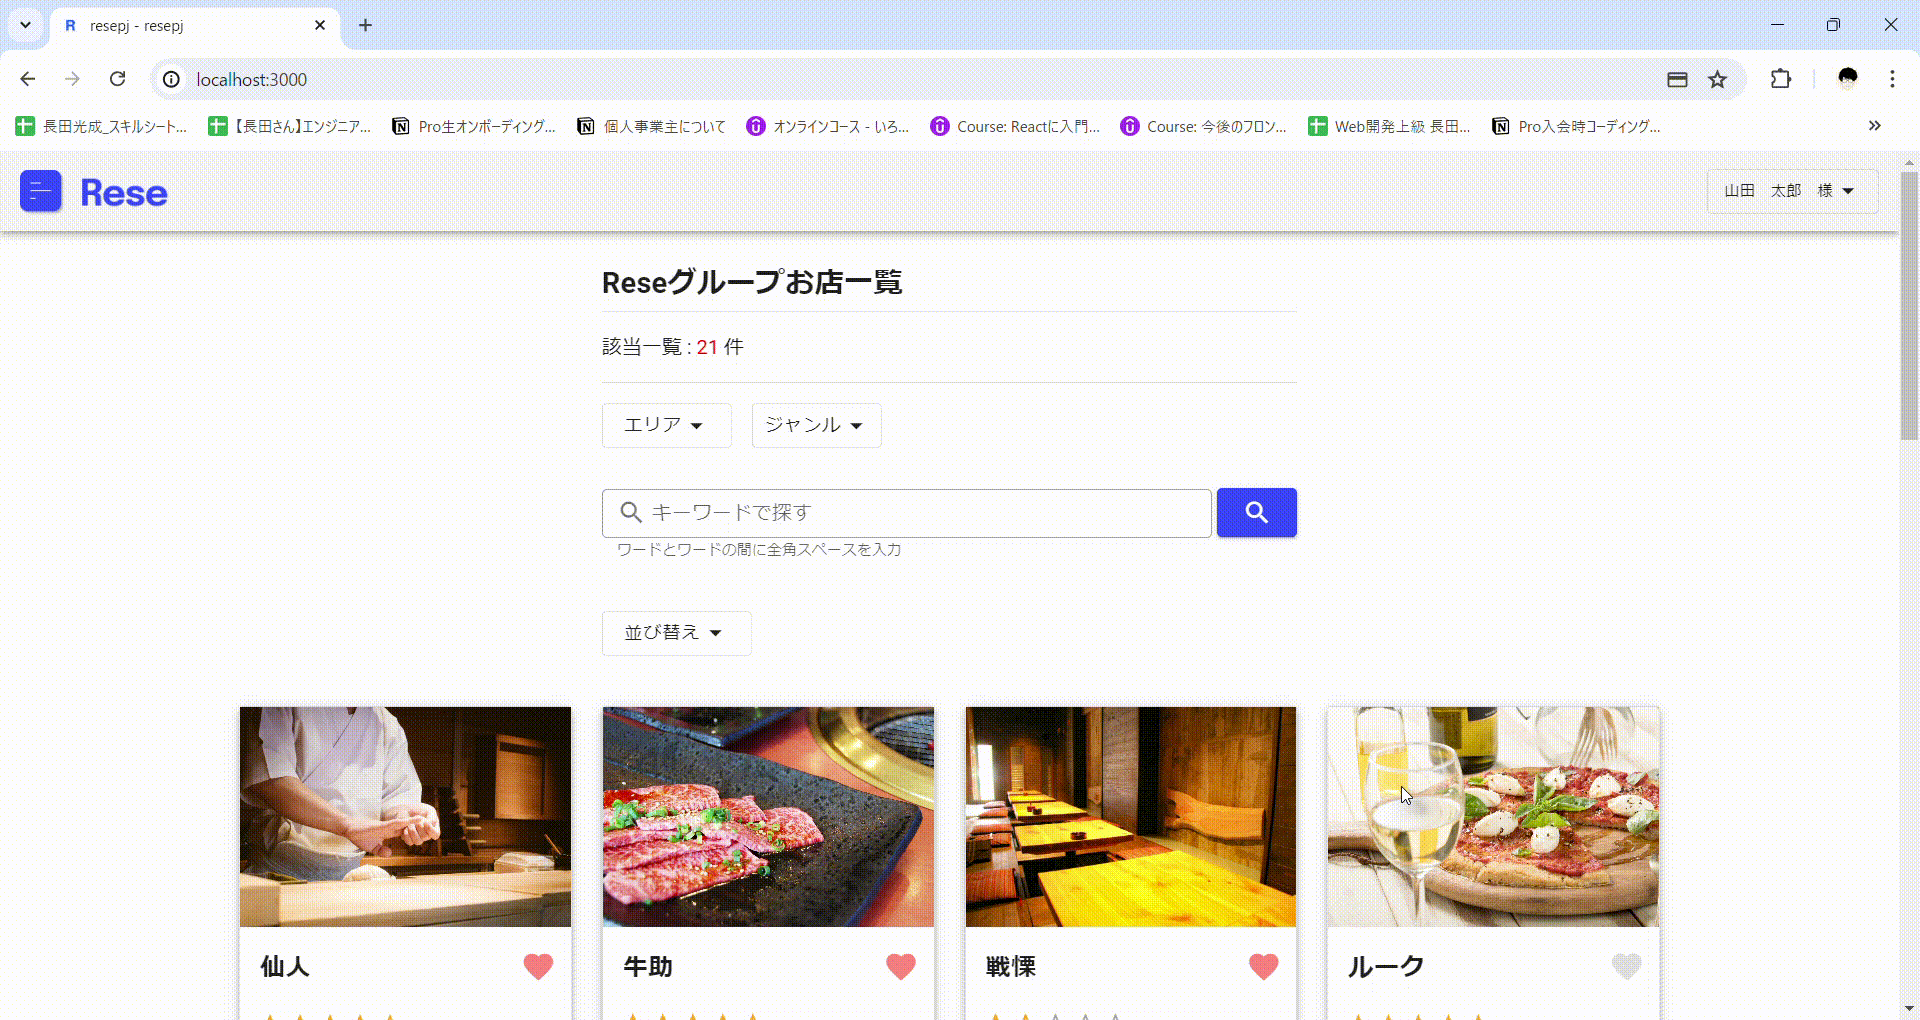 resepj - resepj
localhost:3000
長田光成_スキルシート...
【長田さん】エンジニア...
Pro生オンボーディング...
個人事業主について
オンラインコース - いろ...
Course: Reactに入門...
Course: 今後のフロン...
Web開発上級 長田...
Pro入会時コーディング...
Rese
山田 太郎 様
Reseグループお店一覧
該当一覧 : 21 件
エリア
ジャンル
キーワードで探す
ワードとワードの間に全角スペースを入力
並び替え
仙人
牛助
戦慄
ルーク